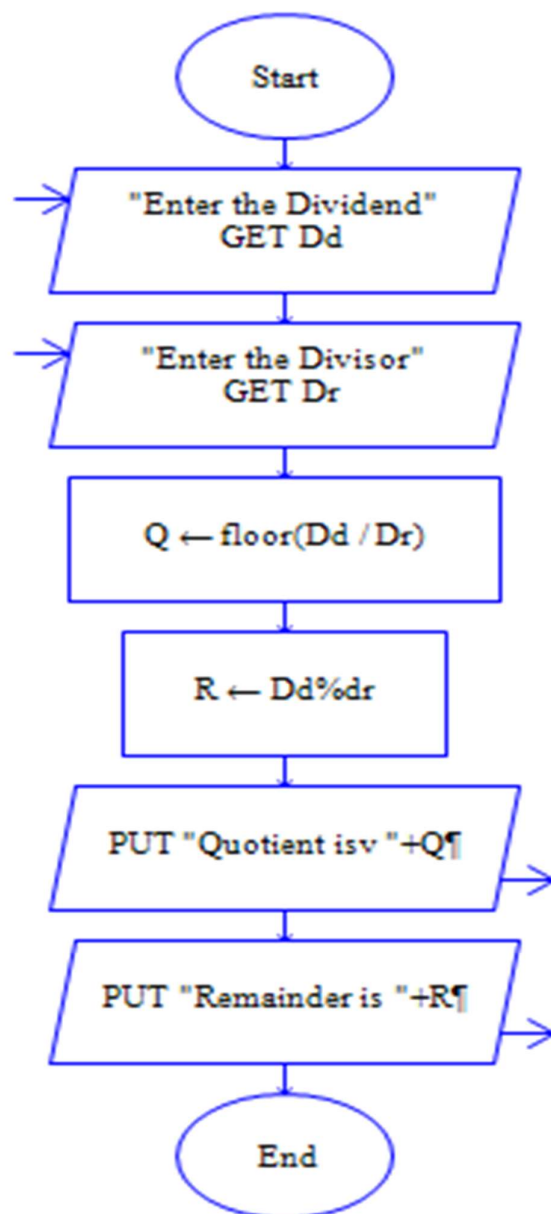 Start
"Enter the Dividend"
GET Dd
"Enter the Divisor"
GET Dr
Q ← floor(Dd / Dr)
R ← Dd%dr
PUT "Quotient isv "+Q¶
PUT "Remainder is "+R¶
End